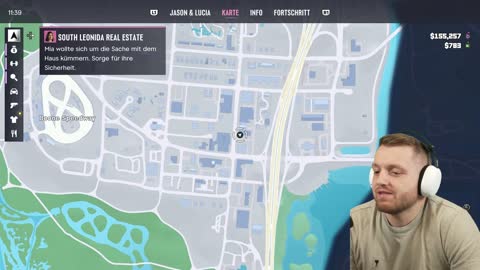 11:39
JASON & LUCIA
KARTE
INFO
FORTSCHRITT
$155,257
$783
SOUTH LEONIDA REAL ESTATE
Mia wollte sich um die Sache mit dem
Haus kümmern. Sorge für ihre
Sicherheit.
Speedway